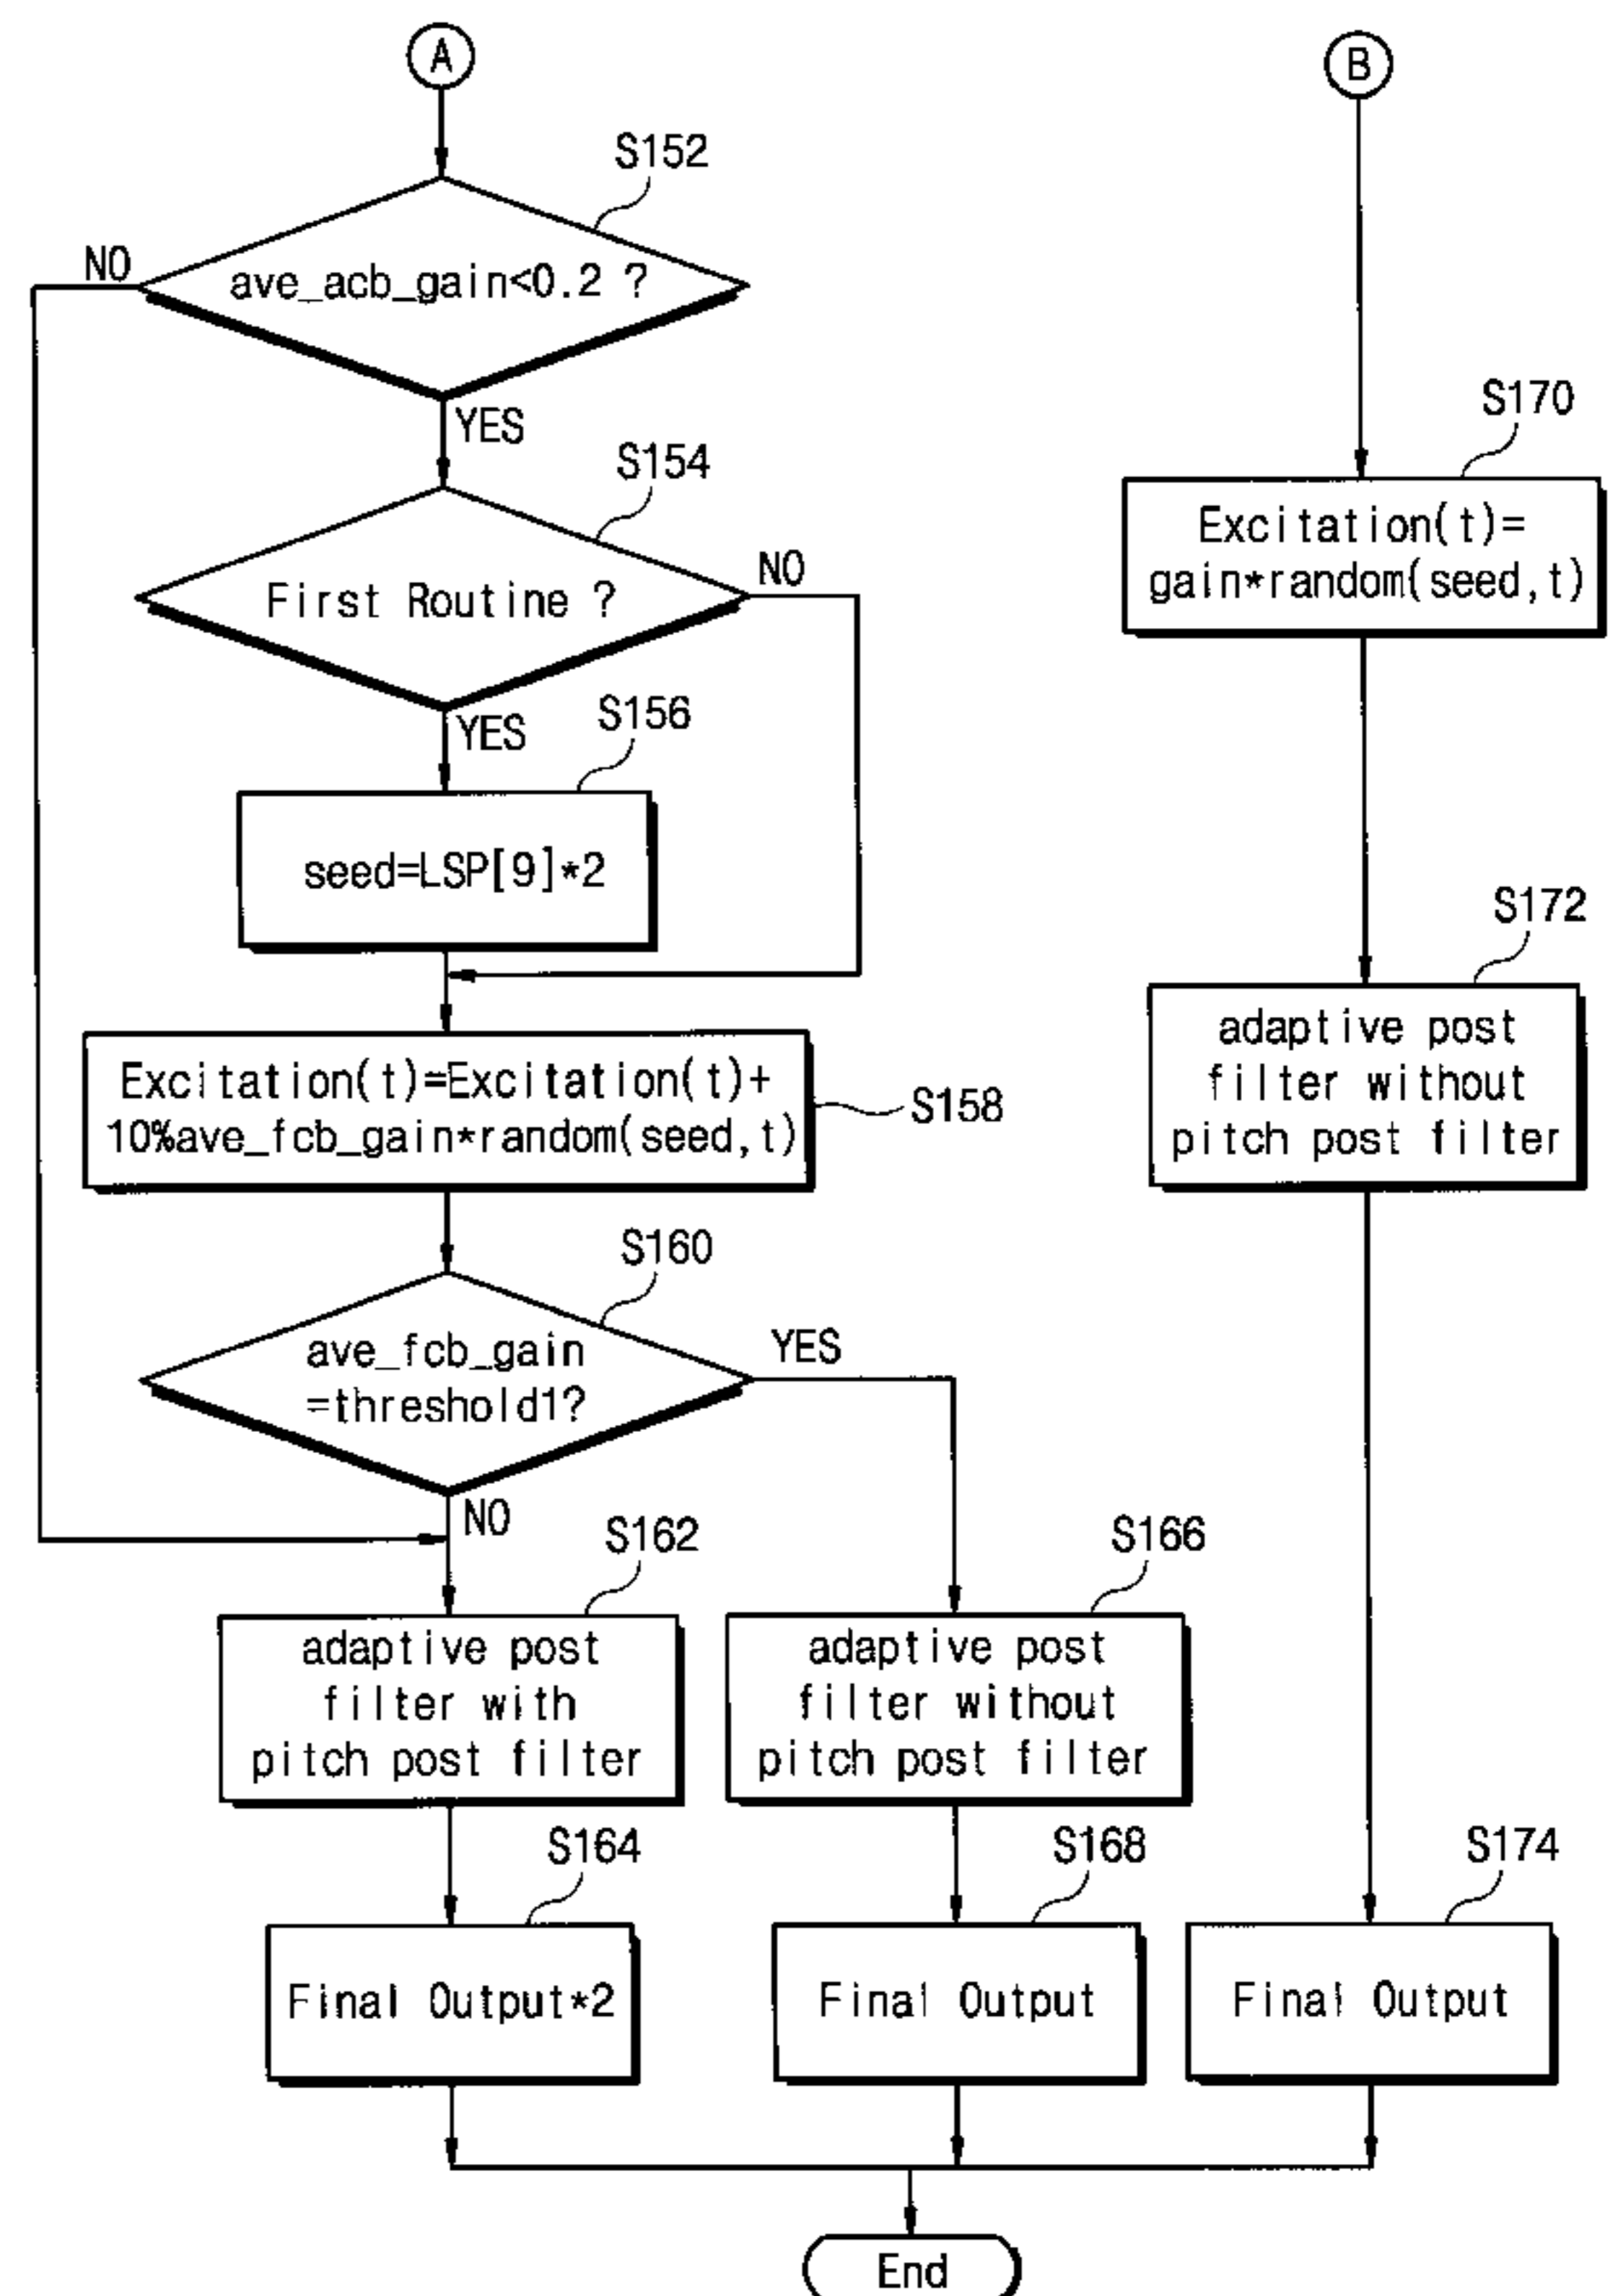 A
S152
ave_acb_gain<0.2 ?
NO
YES
S154
First Routine ?
NO
YES
S156
seed=LSP[9]*2
Excitation(t)=Excitation(t)+
10%ave_fcb_gain*random(seed,t)
S158
S160
ave_fcb_gain
=threshold1?
YES
NO
S162
adaptive post
filter with
pitch post filter
S164
Final Output*2
S166
adaptive post
filter without
pitch post filter
S168
Final Output
B
S170
Excitation(t)=
gain*random(seed,t)
S172
adaptive post
filter without
pitch post filter
S174
Final Output
End